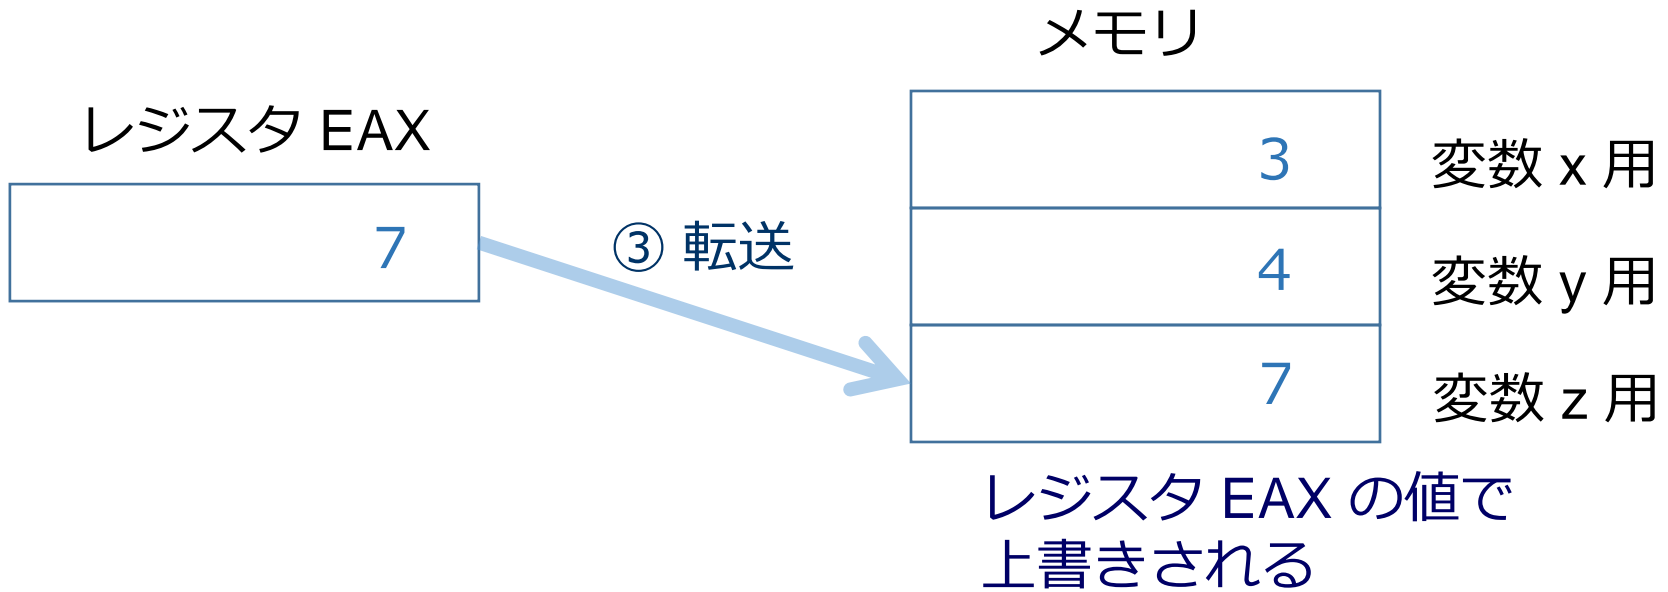 メモリ
レジスタ EAX
7
③ 転送
3
変数 x 用
4
変数 y 用
7
変数 z 用
レジスタ EAX の値で
上書きされる